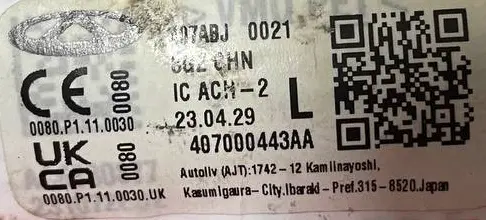 07ABJ 0021
CHN
IC ACH-2
23.04.29 L
407000443AA
CE 0080
0080.P1.11.0030
UK
CA 0080
0080.P1.11.0030.UK
Autoliv (AJT):1742-12 Kamiinayoshi,
Kasumigaura-City.Ibaraki-Pref.315-8520.Japan